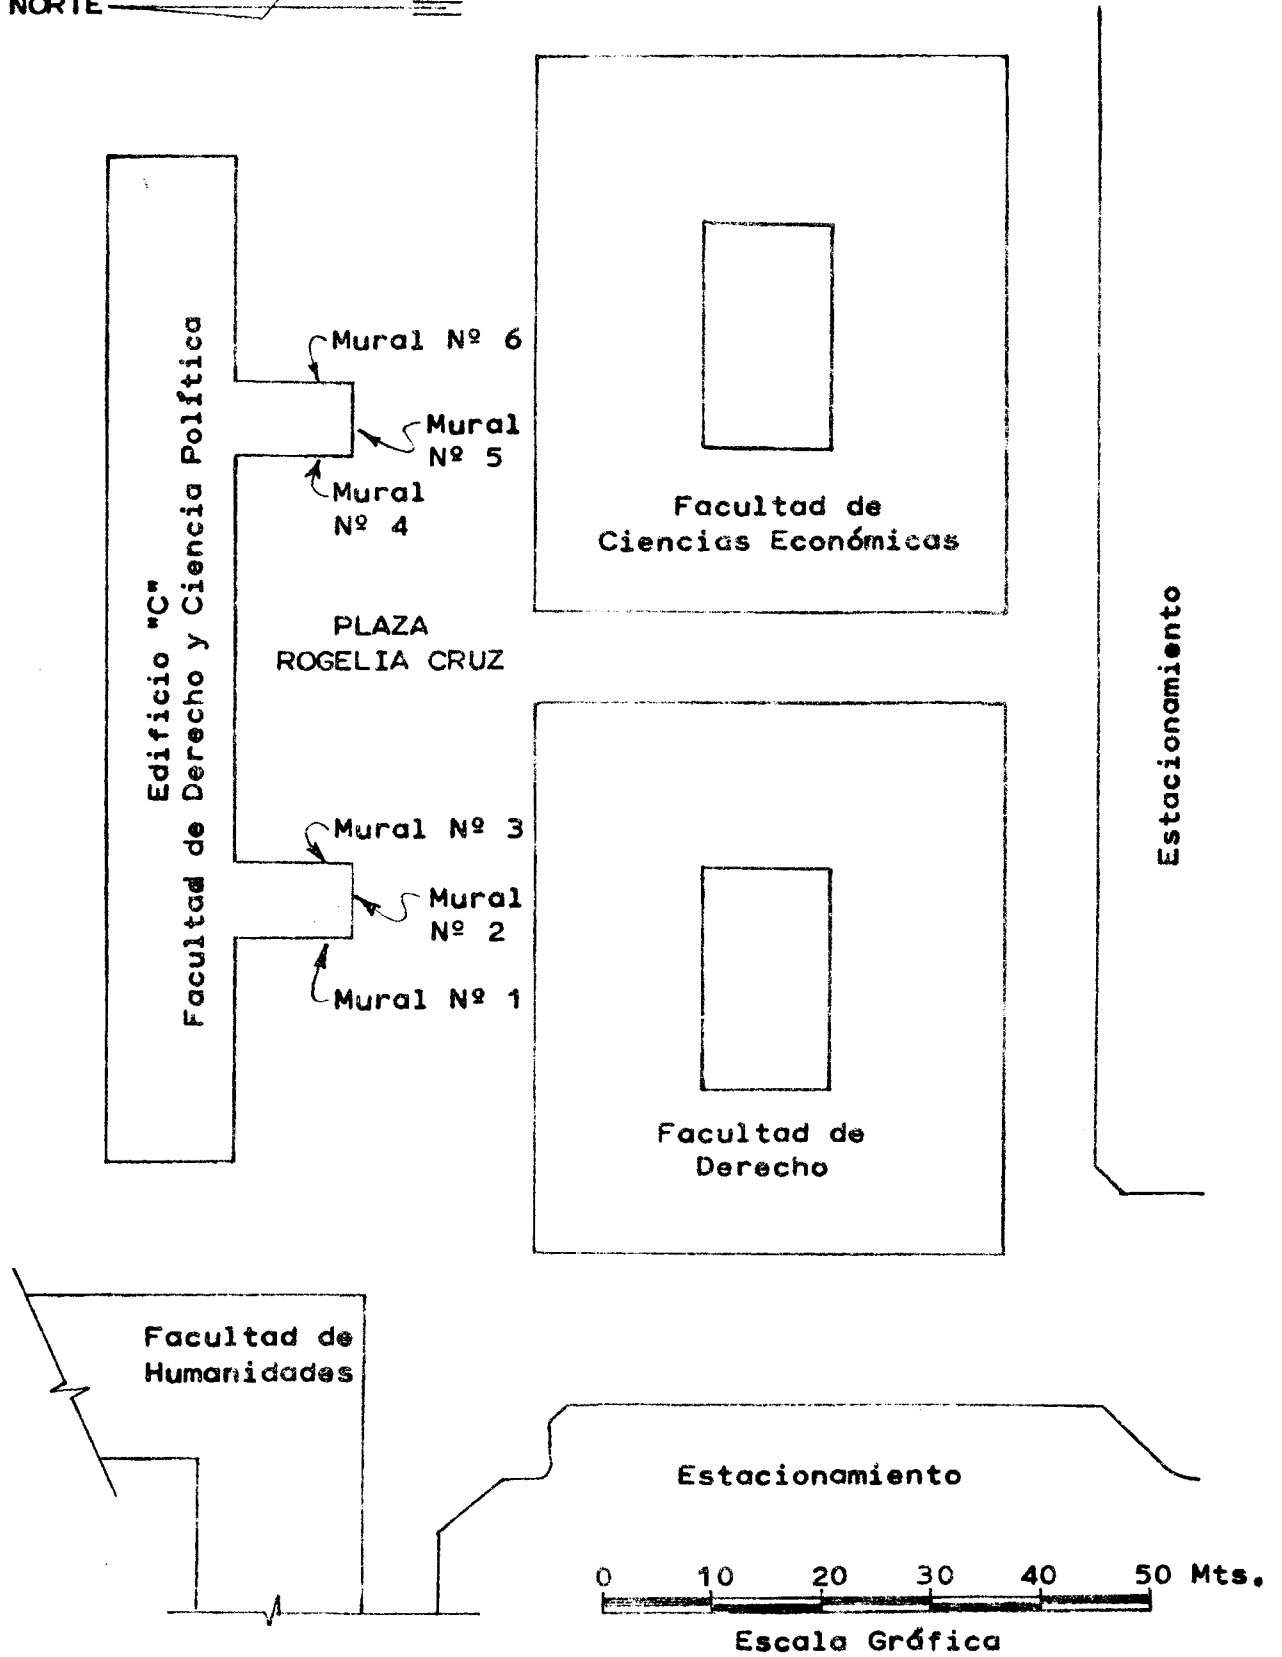 NORTE
Mural Nº 6
Mural
Nº 5
Mural
Nº 4
Facultad de
Ciencias Económicas
Edificio "C"
Facultad de Derecho y Ciencia Política
PLAZA
ROGELIA CRUZ
Estacionamiento
Mural Nº 3
Mural
Nº 2
Mural Nº 1
Facultad de
Derecho
Facultad de
Humanidades
Estacionamiento
0 10 20 30 40 50 Mts.
Escala Gráfica